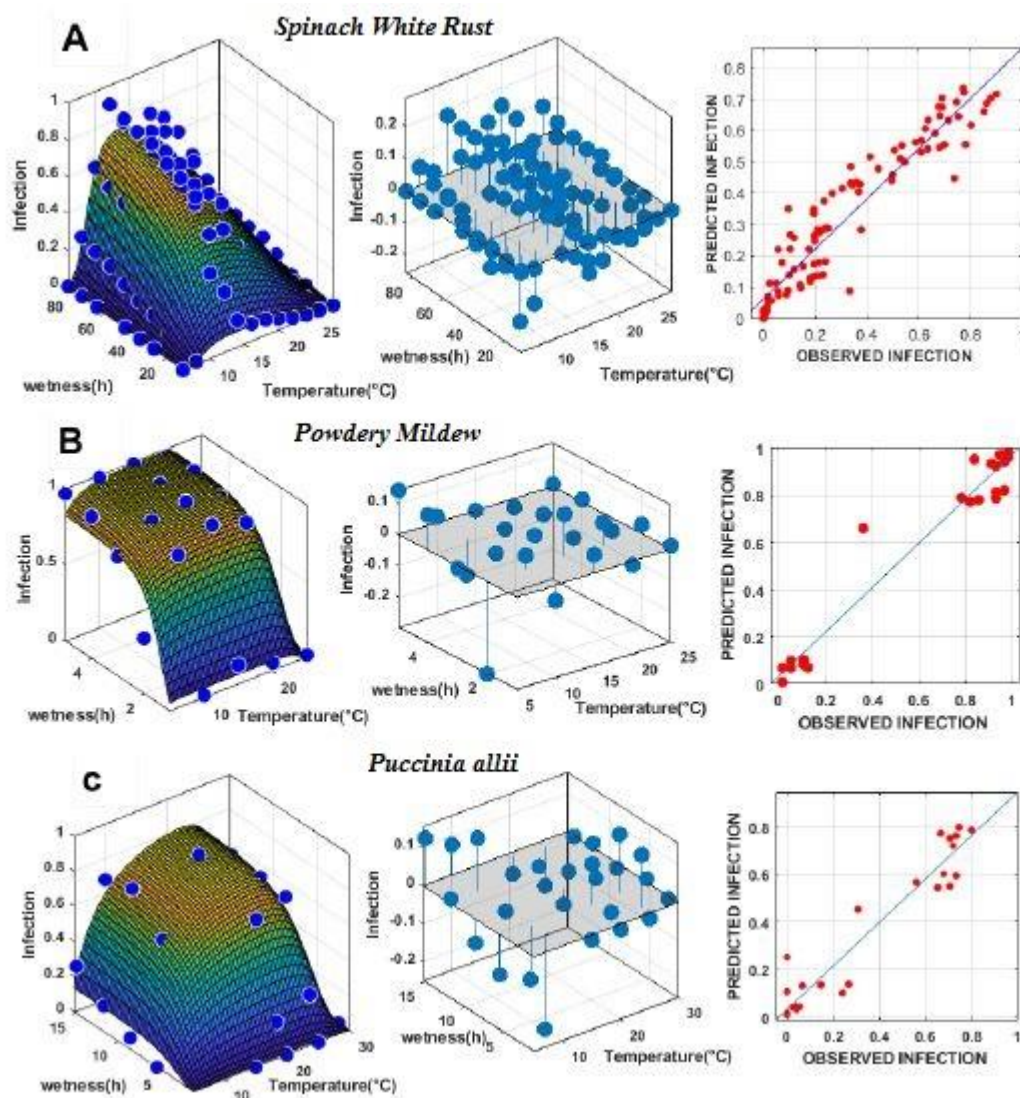 A
Spinach White Rust
Infection
1
0.8
0.6
0.4
0.2
0
80
60
40
20
wetness(h)
10
15
20
25
Temperature(°C)
Infection
0.2
0.1
0
-0.1
-0.2
80
60
40
20
wetness(h)
10
15
20
25
Temperature(°C)
PREDICTED INFECTION
0.8
0.7
0.6
0.5
0.4
0.3
0.2
0.1
0
0 0.2 0.4 0.6 0.8 1
OBSERVED INFECTION
B
Powdery Mildew
Infection
1
0.5
0
4
2
wetness(h)
10
20
Temperature(°C)
Infection
0.1
0
-0.1
-0.2
4
2
wetness(h)
5
10
15
20
25
Temperature(°C)
PREDICTED INFECTION
1
0.8
0.6
0.4
0.2
0
0 0.2 0.4 0.6 0.8 1
OBSERVED INFECTION
c
Puccinia allii
Infection
1
0.8
0.6
0.4
0.2
0
15
10
5
wetness(h)
10
20
30
Temperature(°C)
Infection
0.1
0
-0.1
-0.2
15
10
5
wetness(h)
10
20
30
Temperature(°C)
PREDICTED INFECTION
0.8
0.6
0.4
0.2
0
0 0.2 0.4 0.6 0.8 1
OBSERVED INFECTION